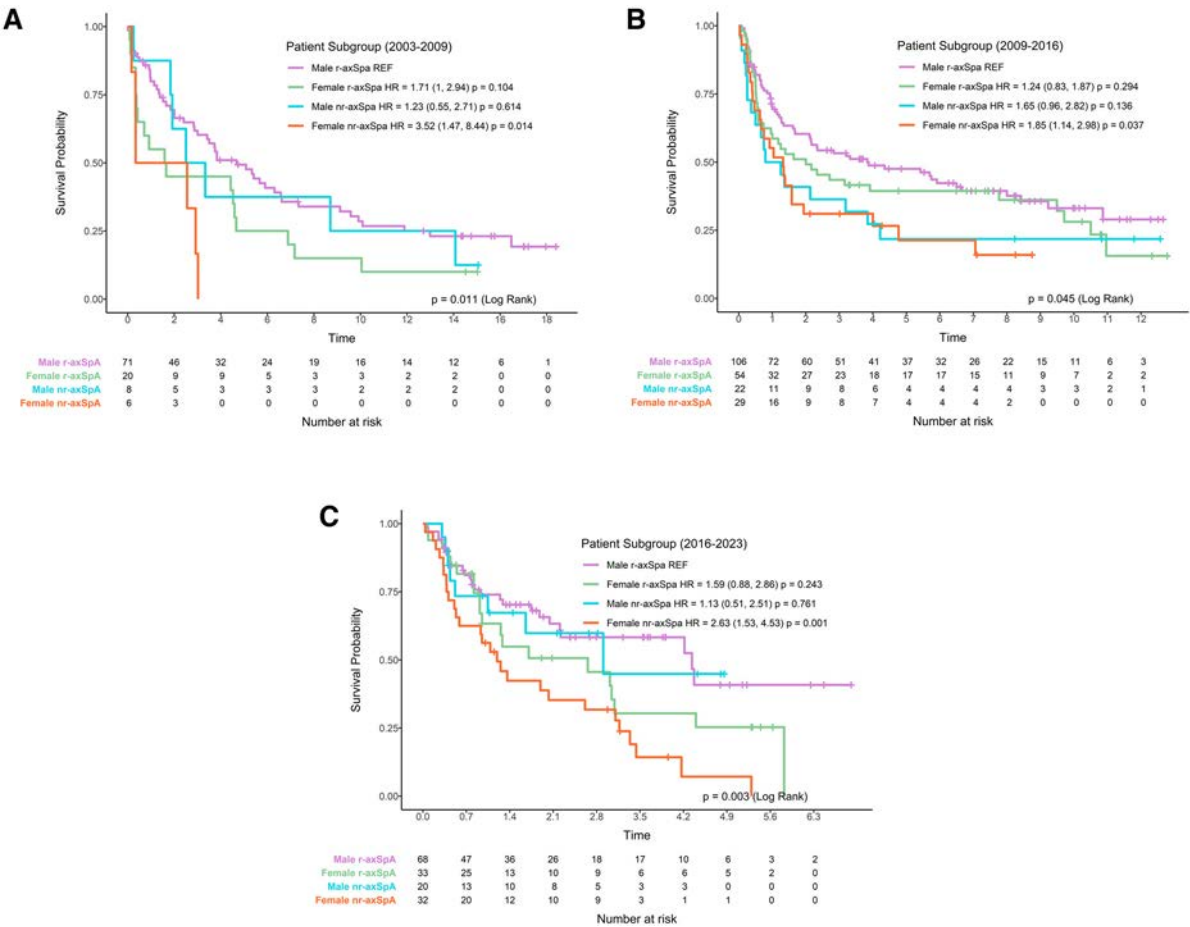 A
Patient Subgroup (2003-2009)
Male r-axSpa REF
Female r-axSpa HR = 1.71 (1, 2.94) p = 0.104
Male nr-axSpa HR = 1.23 (0.55, 2.71) p = 0.614
Female nr-axSpa HR = 3.52 (1.47, 8.44) p = 0.014
Survival Probability
1.00
0.75
0.50
0.25
0.00
p = 0.011 (Log Rank)
0 2 4 6 8 10 12 14 16 18
Time
Male r-axSpA 71 46 32 24 19 16 14 12 6 1
Female r-axSpA 20 9 9 5 3 3 2 2 0 0
Male nr-axSpA 8 5 3 3 3 2 2 2 0 0
Female nr-axSpA 6 3 0 0 0 0 0 0 0 0
Number at risk
B
Patient Subgroup (2009-2016)
Male r-axSpa REF
Female r-axSpa HR = 1.24 (0.83, 1.87) p = 0.294
Male nr-axSpa HR = 1.65 (0.96, 2.82) p = 0.136
Female nr-axSpa HR = 1.85 (1.14, 2.98) p = 0.037
Survival Probability
1.00
0.75
0.50
0.25
0.00
p = 0.045 (Log Rank)
0 1 2 3 4 5 6 7 8 9 10 11 12
Time
Male r-axSpA 106 72 60 51 41 37 32 26 22 15 11 6 3
Female r-axSpA 54 32 27 23 18 17 17 15 11 9 7 2 2
Male nr-axSpA 22 11 9 8 6 4 4 4 4 3 3 2 1
Female nr-axSpA 29 16 9 8 7 4 4 4 2 0 0 0 0
Number at risk
C
Patient Subgroup (2016-2023)
Male r-axSpa REF
Female r-axSpa HR = 1.59 (0.88, 2.86) p = 0.243
Male nr-axSpa HR = 1.13 (0.51, 2.51) p = 0.761
Female nr-axSpa HR = 2.63 (1.53, 4.53) p = 0.001
Survival Probability
1.00
0.75
0.50
0.25
0.00
p = 0.003 (Log Rank)
0.0 0.7 1.4 2.1 2.8 3.5 4.2 4.9 5.6 6.3
Time
Male r-axSpA 68 47 36 26 18 17 10 6 3 2
Female r-axSpA 33 25 13 10 9 6 6 5 2 0
Male nr-axSpA 20 13 10 8 5 3 3 0 0 0
Female nr-axSpA 32 20 12 10 9 3 1 1 0 0
Number at risk